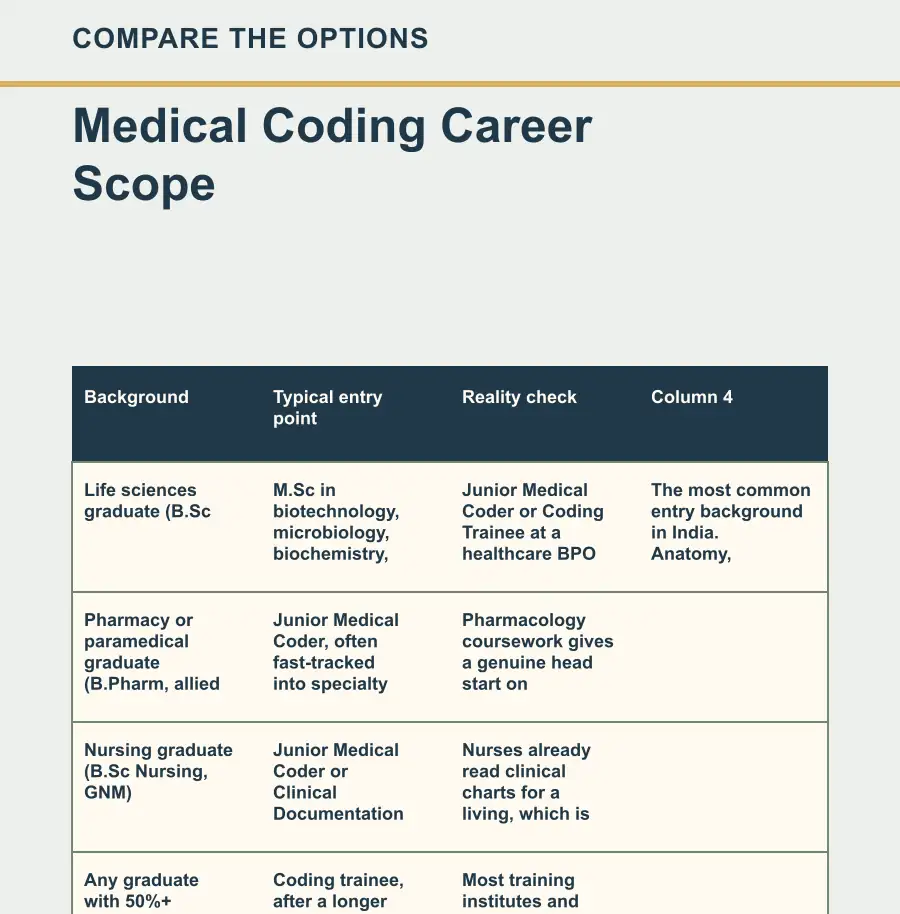 COMPARE THE OPTIONS
Medical Coding Career
Scope
Background
Typical entry
point
Reality check
Column 4
Life sciences
graduate (B.Sc
M.Sc in
biotechnology,
microbiology,
biochemistry,
Junior Medical
Coder or Coding
Trainee at a
healthcare BPO
The most common
entry background
in India.
Anatomy,
Pharmacy or
paramedical
graduate
(B.Pharm, allied
Junior Medical
Coder, often
fast-tracked
into specialty
Pharmacology
coursework gives
a genuine head
start on
Nursing graduate
(B.Sc Nursing,
GNM)
Junior Medical
Coder or
Clinical
Documentation
Nurses already
read clinical
charts for a
living, which is
Any graduate
with 50%+
Coding trainee,
after a longer
Most training
institutes and